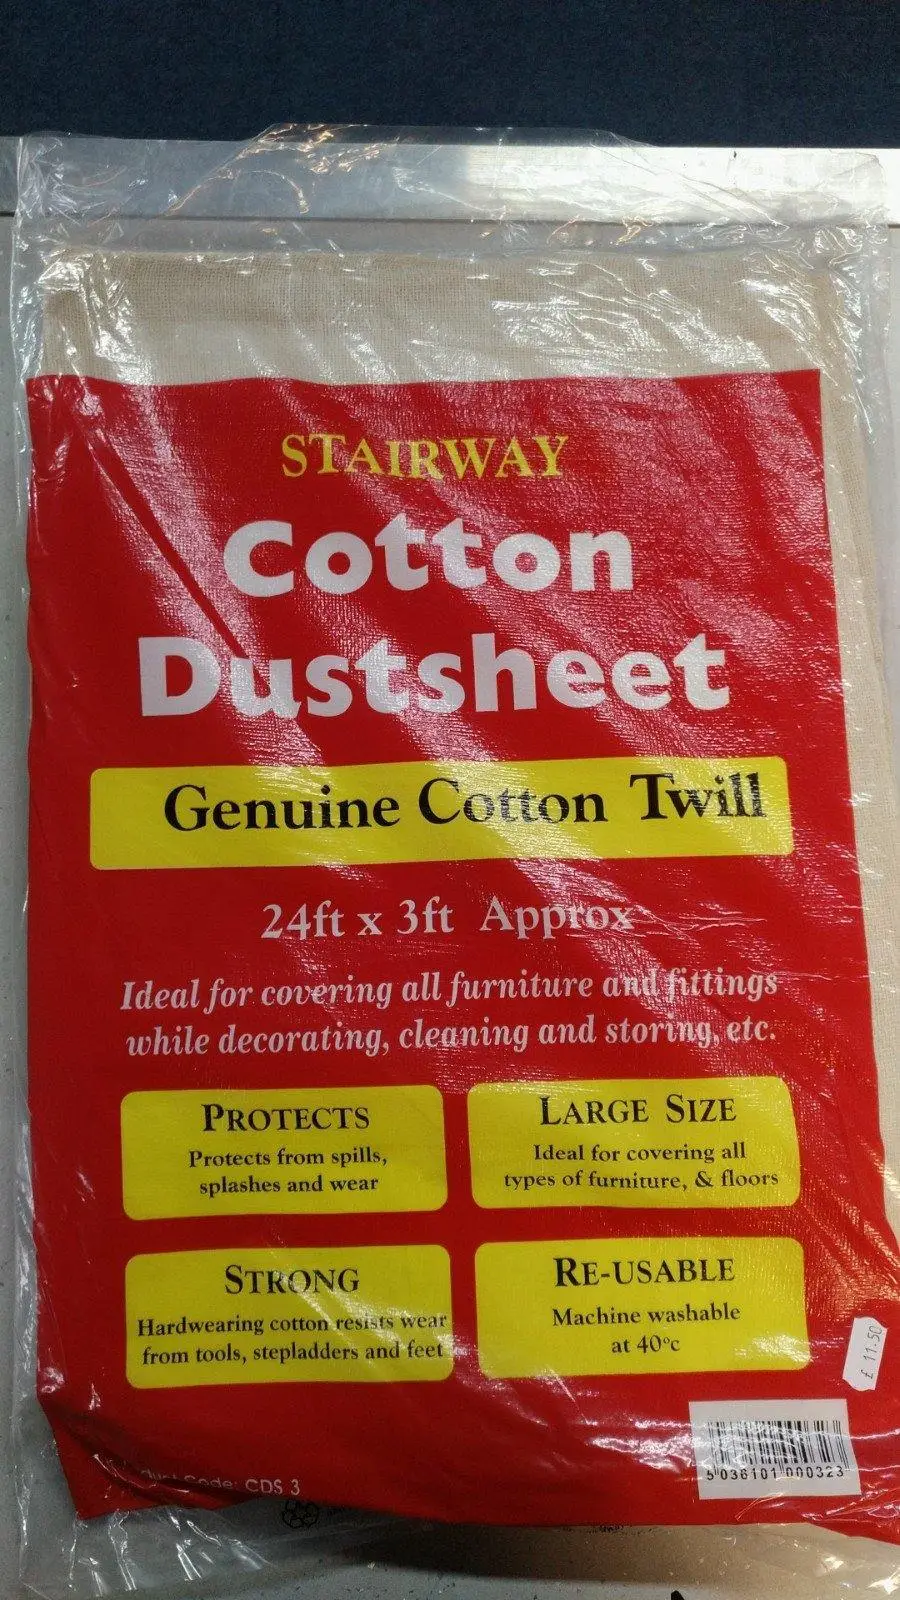 STAIRWAY
Cotton
Dustsheet
Genuine Cotton Twill
24ft x 3ft Approx
Ideal for covering all furniture and fittings
while decorating, cleaning and storing, etc.
PROTECTS
Protects from spills,
splashes and wear
LARGE SIZE
Ideal for covering all
types of furniture, & floors
STRONG
Hardwearing cotton resists wear
from tools, stepladders and feet
RE-USABLE
Machine washable
at 40°c
£ 11.50
5 036101 000323
Code: CDS 3